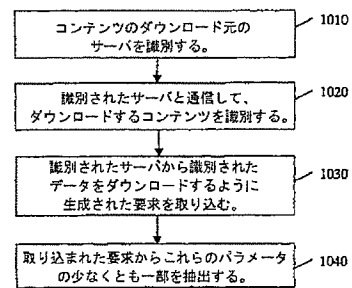 コンテンツのダウンロード元の
サーバを識別する。
1010
識別されたサーバと通信して、
ダウンロードするコンテンツを識別する。
1020
識別されたサーバから識別された
データをダウンロードするように
生成された要求を取り込む。
1030
取り込まれた要求からこれらのパラメータ
の少なくとも一部を抽出する。
1040